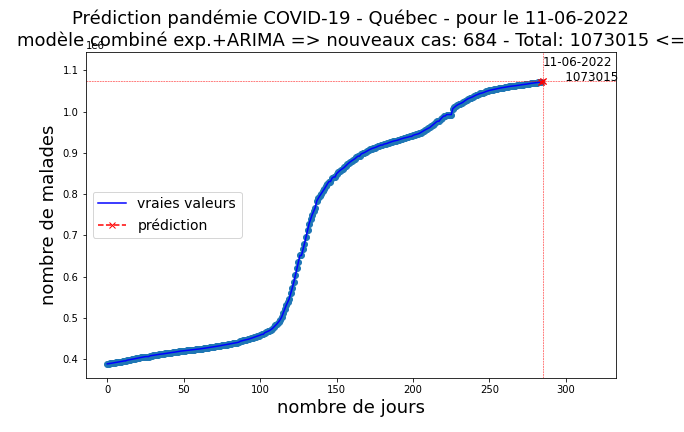 Prédiction pandémie COVID-19 - Québec - pour le 11-06-2022
modèle combiné exp.+ARIMA => nouveaux cas: 684 - Total: 1073015 <=
11-06-2022
1073015
1.1
1.0
0.9
0.8
0.7
0.6
0.5
0.4
nombre de malades
vraies valeurs
prédiction
0 50 100 150 200 250 300
nombre de jours